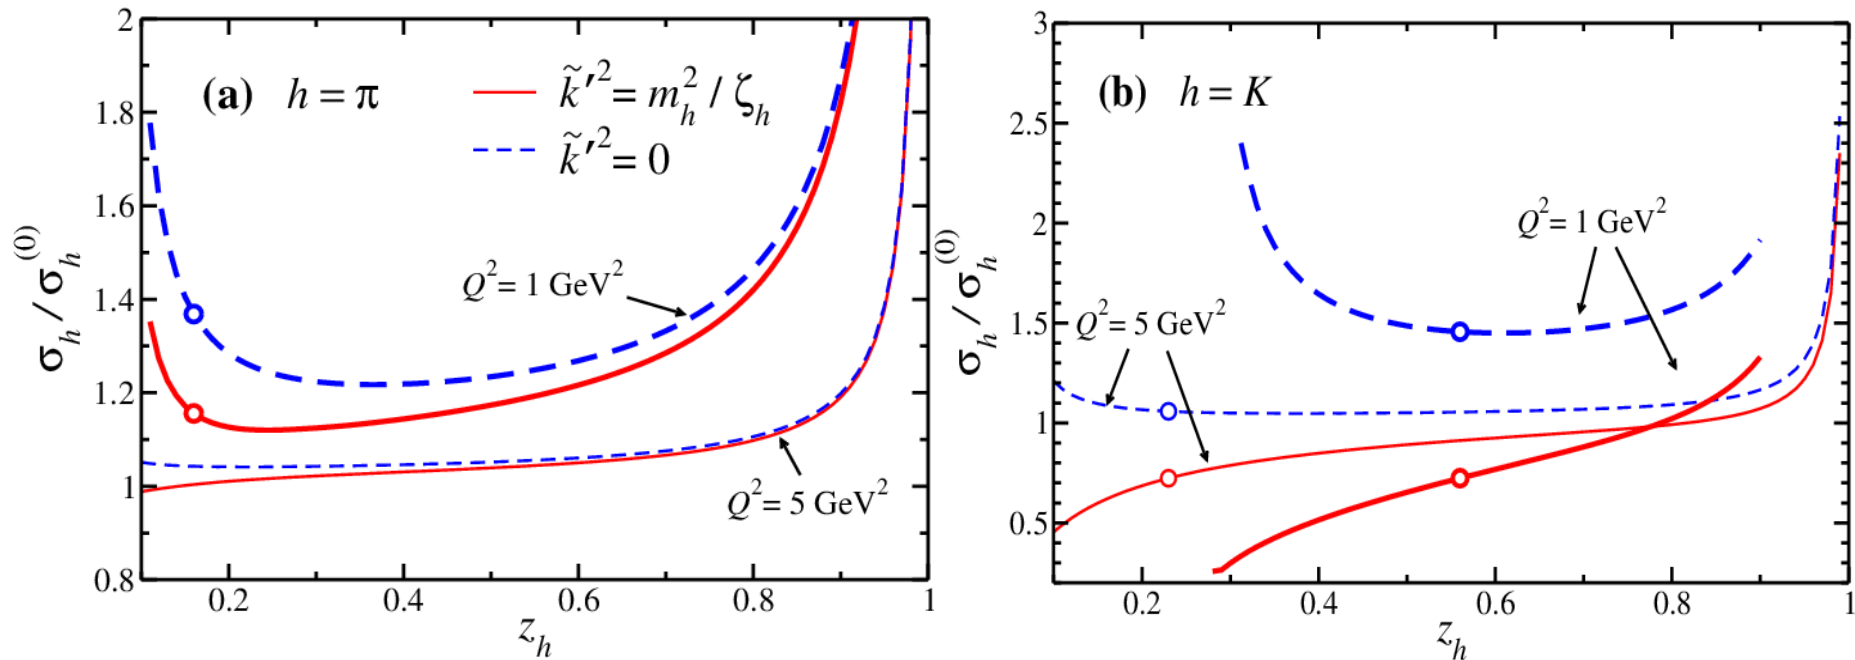 (a) h = π
k̃′² = m_h² / ζ_h
k̃′² = 0
Q² = 1 GeV²
Q² = 5 GeV²
2
1.8
1.6
1.4
1.2
1
0.8
σ_h / σ_h^(0)
0.2 0.4 0.6 0.8 1
z_h
(b) h = K
Q² = 1 GeV²
Q² = 5 GeV²
3
2.5
2
1.5
1
0.5
σ_h / σ_h^(0)
0.2 0.4 0.6 0.8 1
z_h